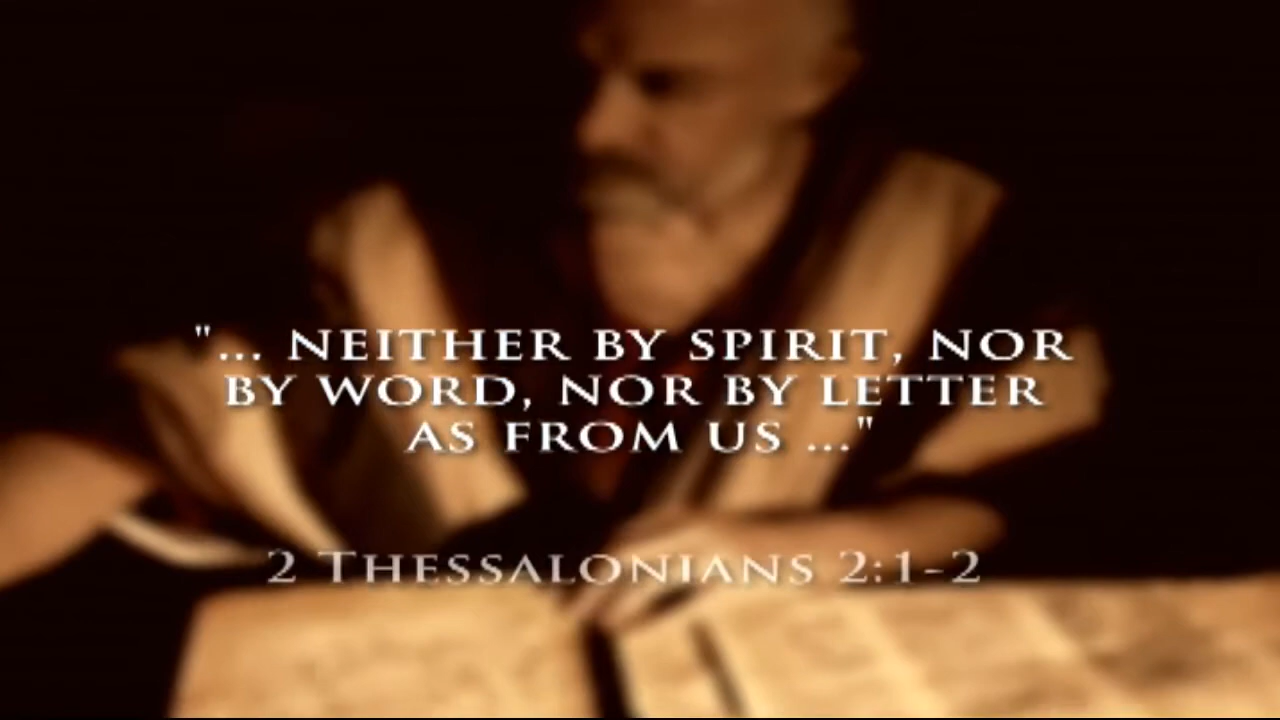 "... NEITHER BY SPIRIT, NOR
BY WORD, NOR BY LETTER
AS FROM US ..."
2 THESSALONIANS 2:1-2